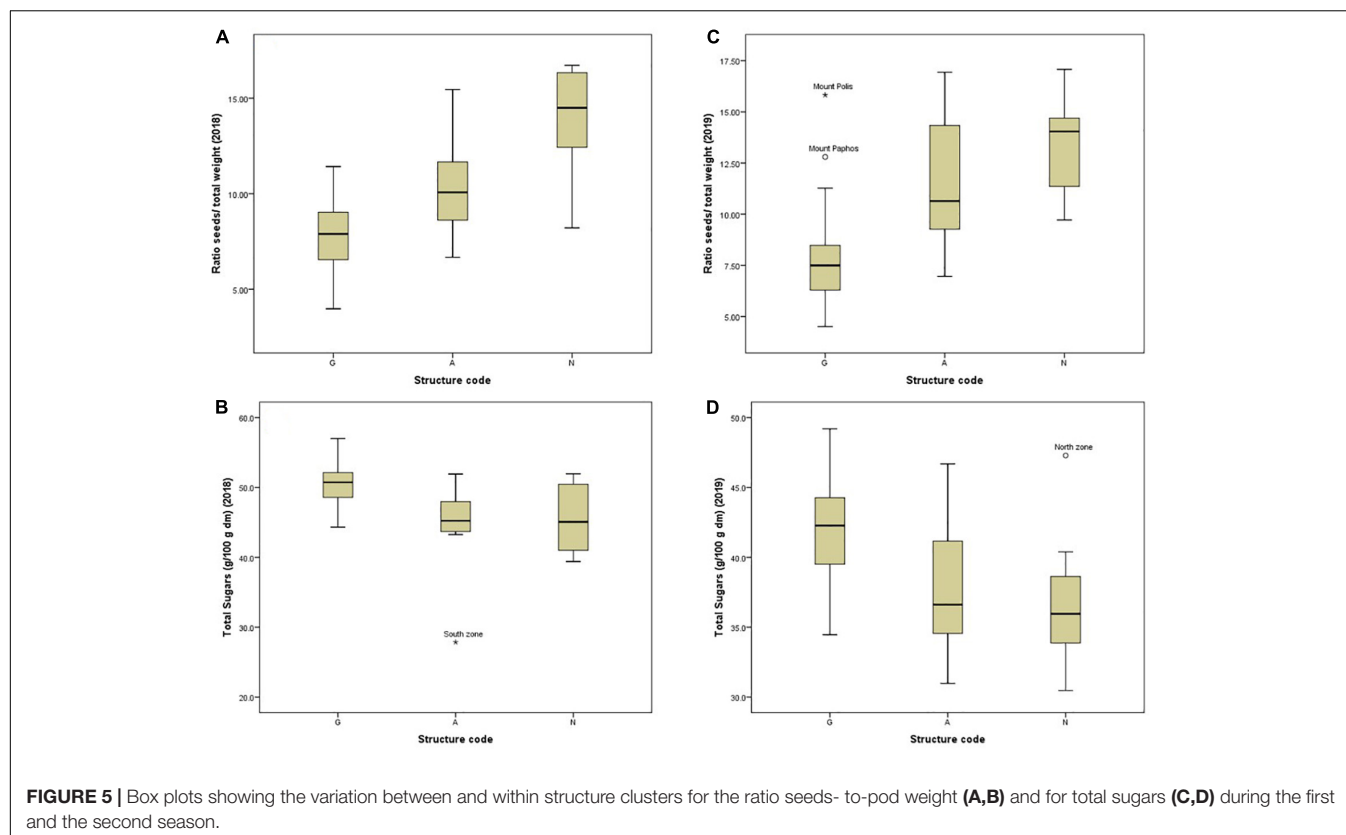 A
Ratio seeds/ total weight (2018)
15.00
10.00
5.00
G A N
Structure code
C
Ratio seeds/ total weight (2019)
17.50
15.00
12.50
10.00
7.50
5.00
Mount Polis
Mount Paphos
G A N
Structure code
B
Total Sugars (g/100 g dm) (2018)
60.0
50.0
40.0
30.0
20.0
South zone
G A N
Structure code
D
Total Sugars (g/100 g dm) (2019)
50.0
45.0
40.0
35.0
30.0
North zone
G A N
Structure code
FIGURE 5 | Box plots showing the variation between and within structure clusters for the ratio seeds- to-pod weight (A,B) and for total sugars (C,D) during the first
and the second season.